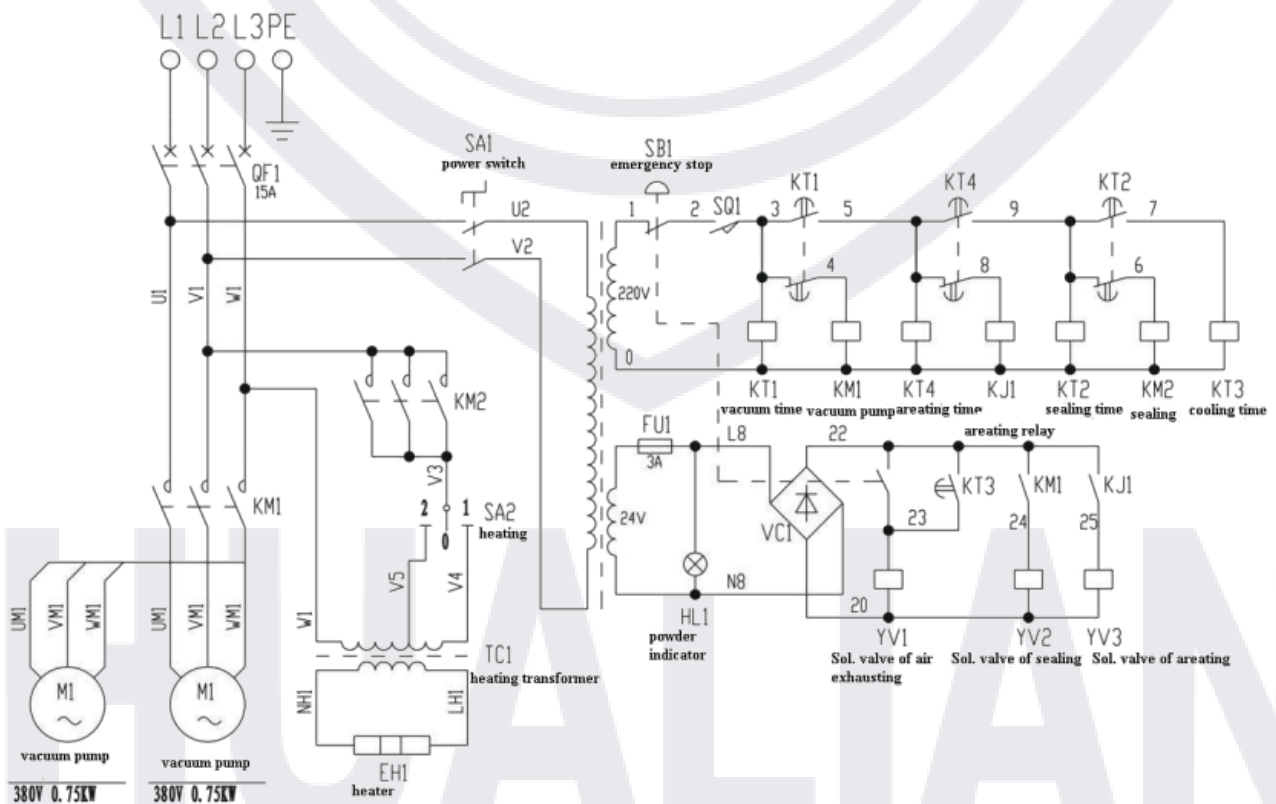 L1 L2 L3 PE
QF1
15A
SA1
power switch
U2
V2
SB1
emergency stop
1
2
SQ1
3
KT1
5
KT4
9
KT2
7
4
8
6
220V
0
KT1
vacuum time
KM1
vacuum pump
KT4
areating time
KJ1
areating relay
KT2
sealing time
KM2
sealing
KT3
cooling time
U1
V1
W1
KM2
V3
2
1
0
SA2
heating
KM1
V5
V4
W1
UM1
VM1
WM1
UM1
VM1
WM1
TC1
heating transformer
NH1
LH1
EH1
heater
M1
vacuum pump
380V 0.75KW
M1
vacuum pump
380V 0.75KW
FU1
3A
L8
24V
HL1
powder
indicator
N8
VC1
22
KT3
KM1
KJ1
23
24
25
20
YV1
Sol. valve of air
exhausting
YV2
Sol. valve of sealing
YV3
Sol. valve of areating
HUALIAN